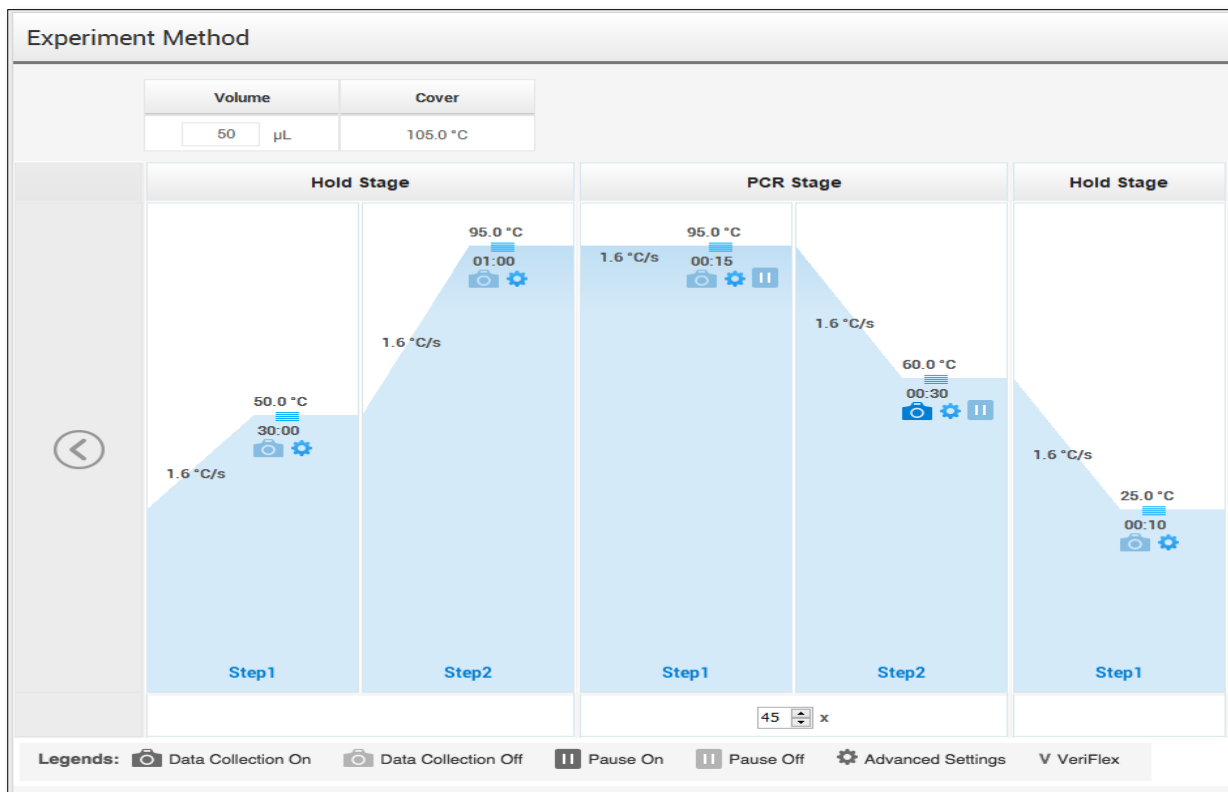 Experiment Method
Volume Cover
50 µL 105.0 °C
Hold Stage PCR Stage Hold Stage
95.0 °C 95.0 °C
01:00 1.6 °C/s 00:15
1.6 °C/s 1.6 °C/s
60.0 °C
00:30
50.0 °C
30:00
1.6 °C/s 1.6 °C/s
25.0 °C
00:10
Step1 Step2 Step1 Step2 Step1
45 x
Legends: Data Collection On Data Collection Off Pause On Pause Off Advanced Settings V VeriFlex